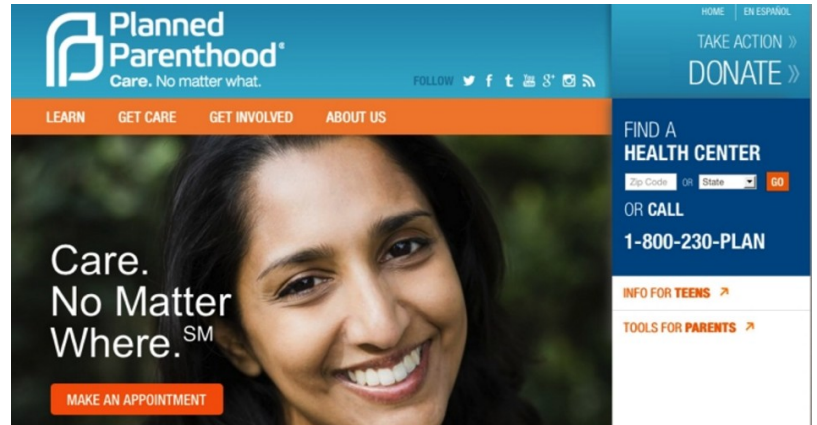 Planned
Parenthood®
Care. No matter what.
FOLLOW
HOME | EN ESPAÑOL
TAKE ACTION »
DONATE »
LEARN GET CARE GET INVOLVED ABOUT US
Care.
No Matter
Where.℠
MAKE AN APPOINTMENT
FIND A
HEALTH CENTER
Zip Code OR State GO
OR CALL
1-800-230-PLAN
INFO FOR TEENS
TOOLS FOR PARENTS